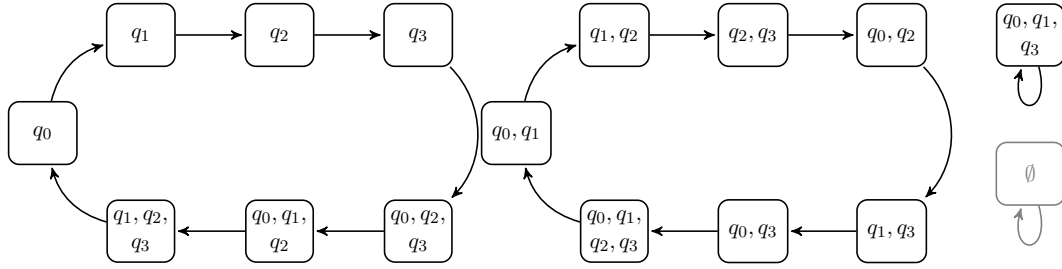 q₁
q₂
q₃
q₁, q₂
q₂, q₃
q₀, q₂
q₀, q₁,
q₃
q₀
q₀, q₁
∅
q₁, q₂,
q₃
q₀, q₁,
q₂
q₀, q₂,
q₃
q₀, q₁,
q₂, q₃
q₀, q₃
q₁, q₃